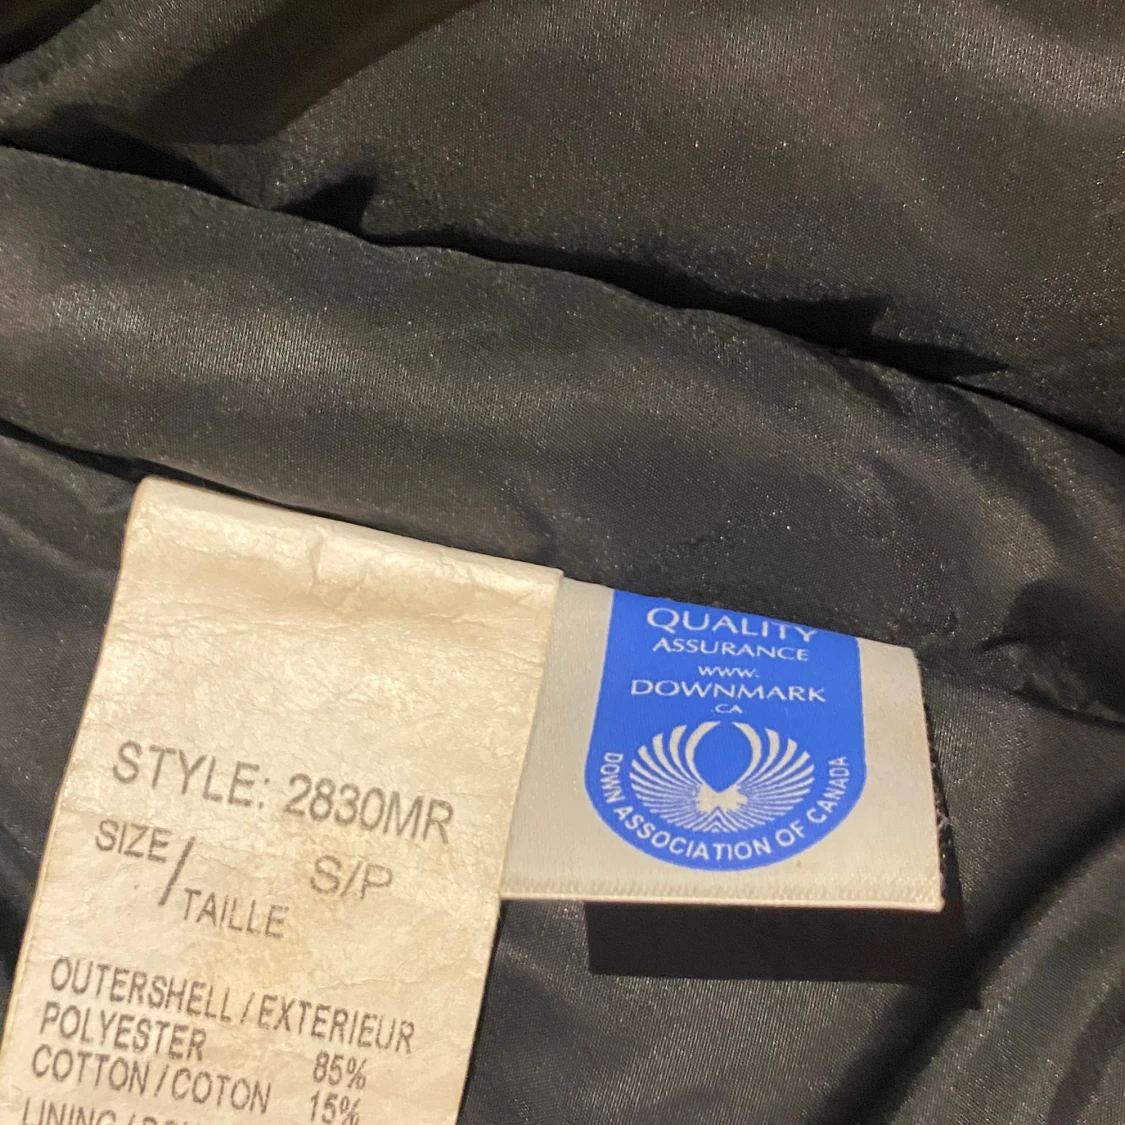 STYLE: 2830MR
SIZE / TAILLE S/P
OUTERSHELL / EXTERIEUR
POLYESTER 85%
COTTON / COTON 15%
LINING /
QUALITY
ASSURANCE
www.
DOWNMARK
.CA
DOWN ASSOCIATION OF CANADA